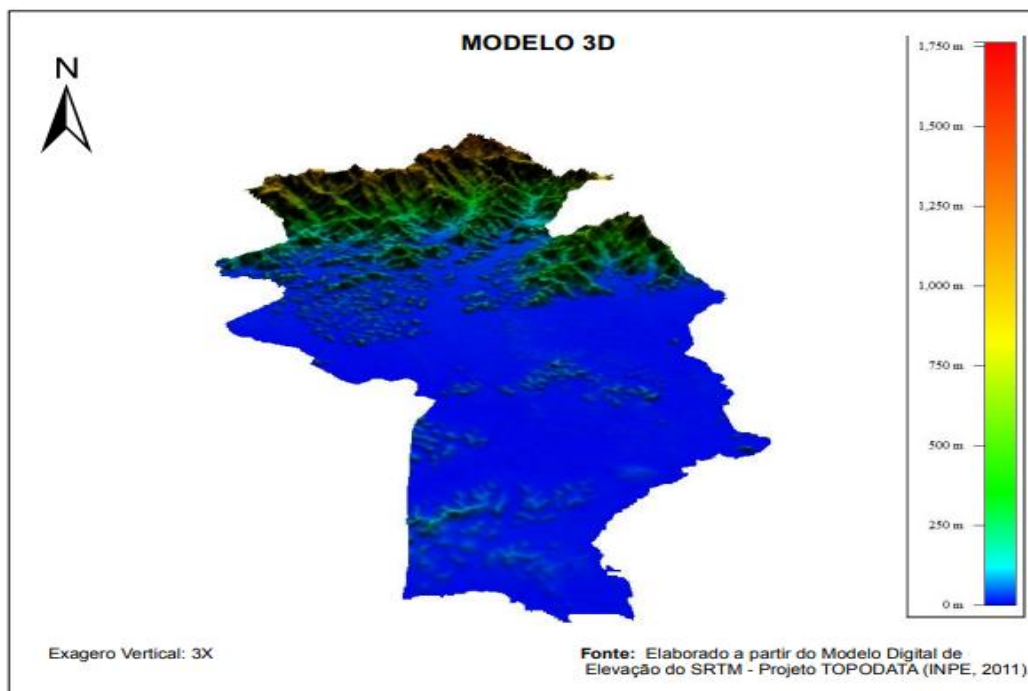 MODELO 3D
N
1,750 m
1,500 m
1,250 m
1,000 m
750 m
500 m
250 m
0 m
Exagero Vertical: 3X
Fonte: Elaborado a partir do Modelo Digital de
Elevação do SRTM - Projeto TOPODATA (INPE, 2011)